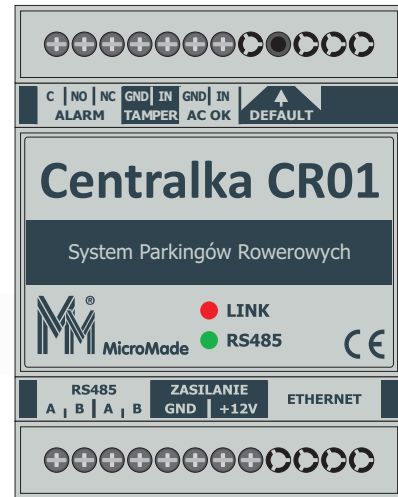 C NO NC GND IN GND IN
ALARM TAMPER AC OK DEFAULT
Centralka CR01
System Parkingów Rowerowych
LINK
MM ® MicroMade RS485 CE
RS485 ZASILANIE ETHERNET
A B A B GND +12V